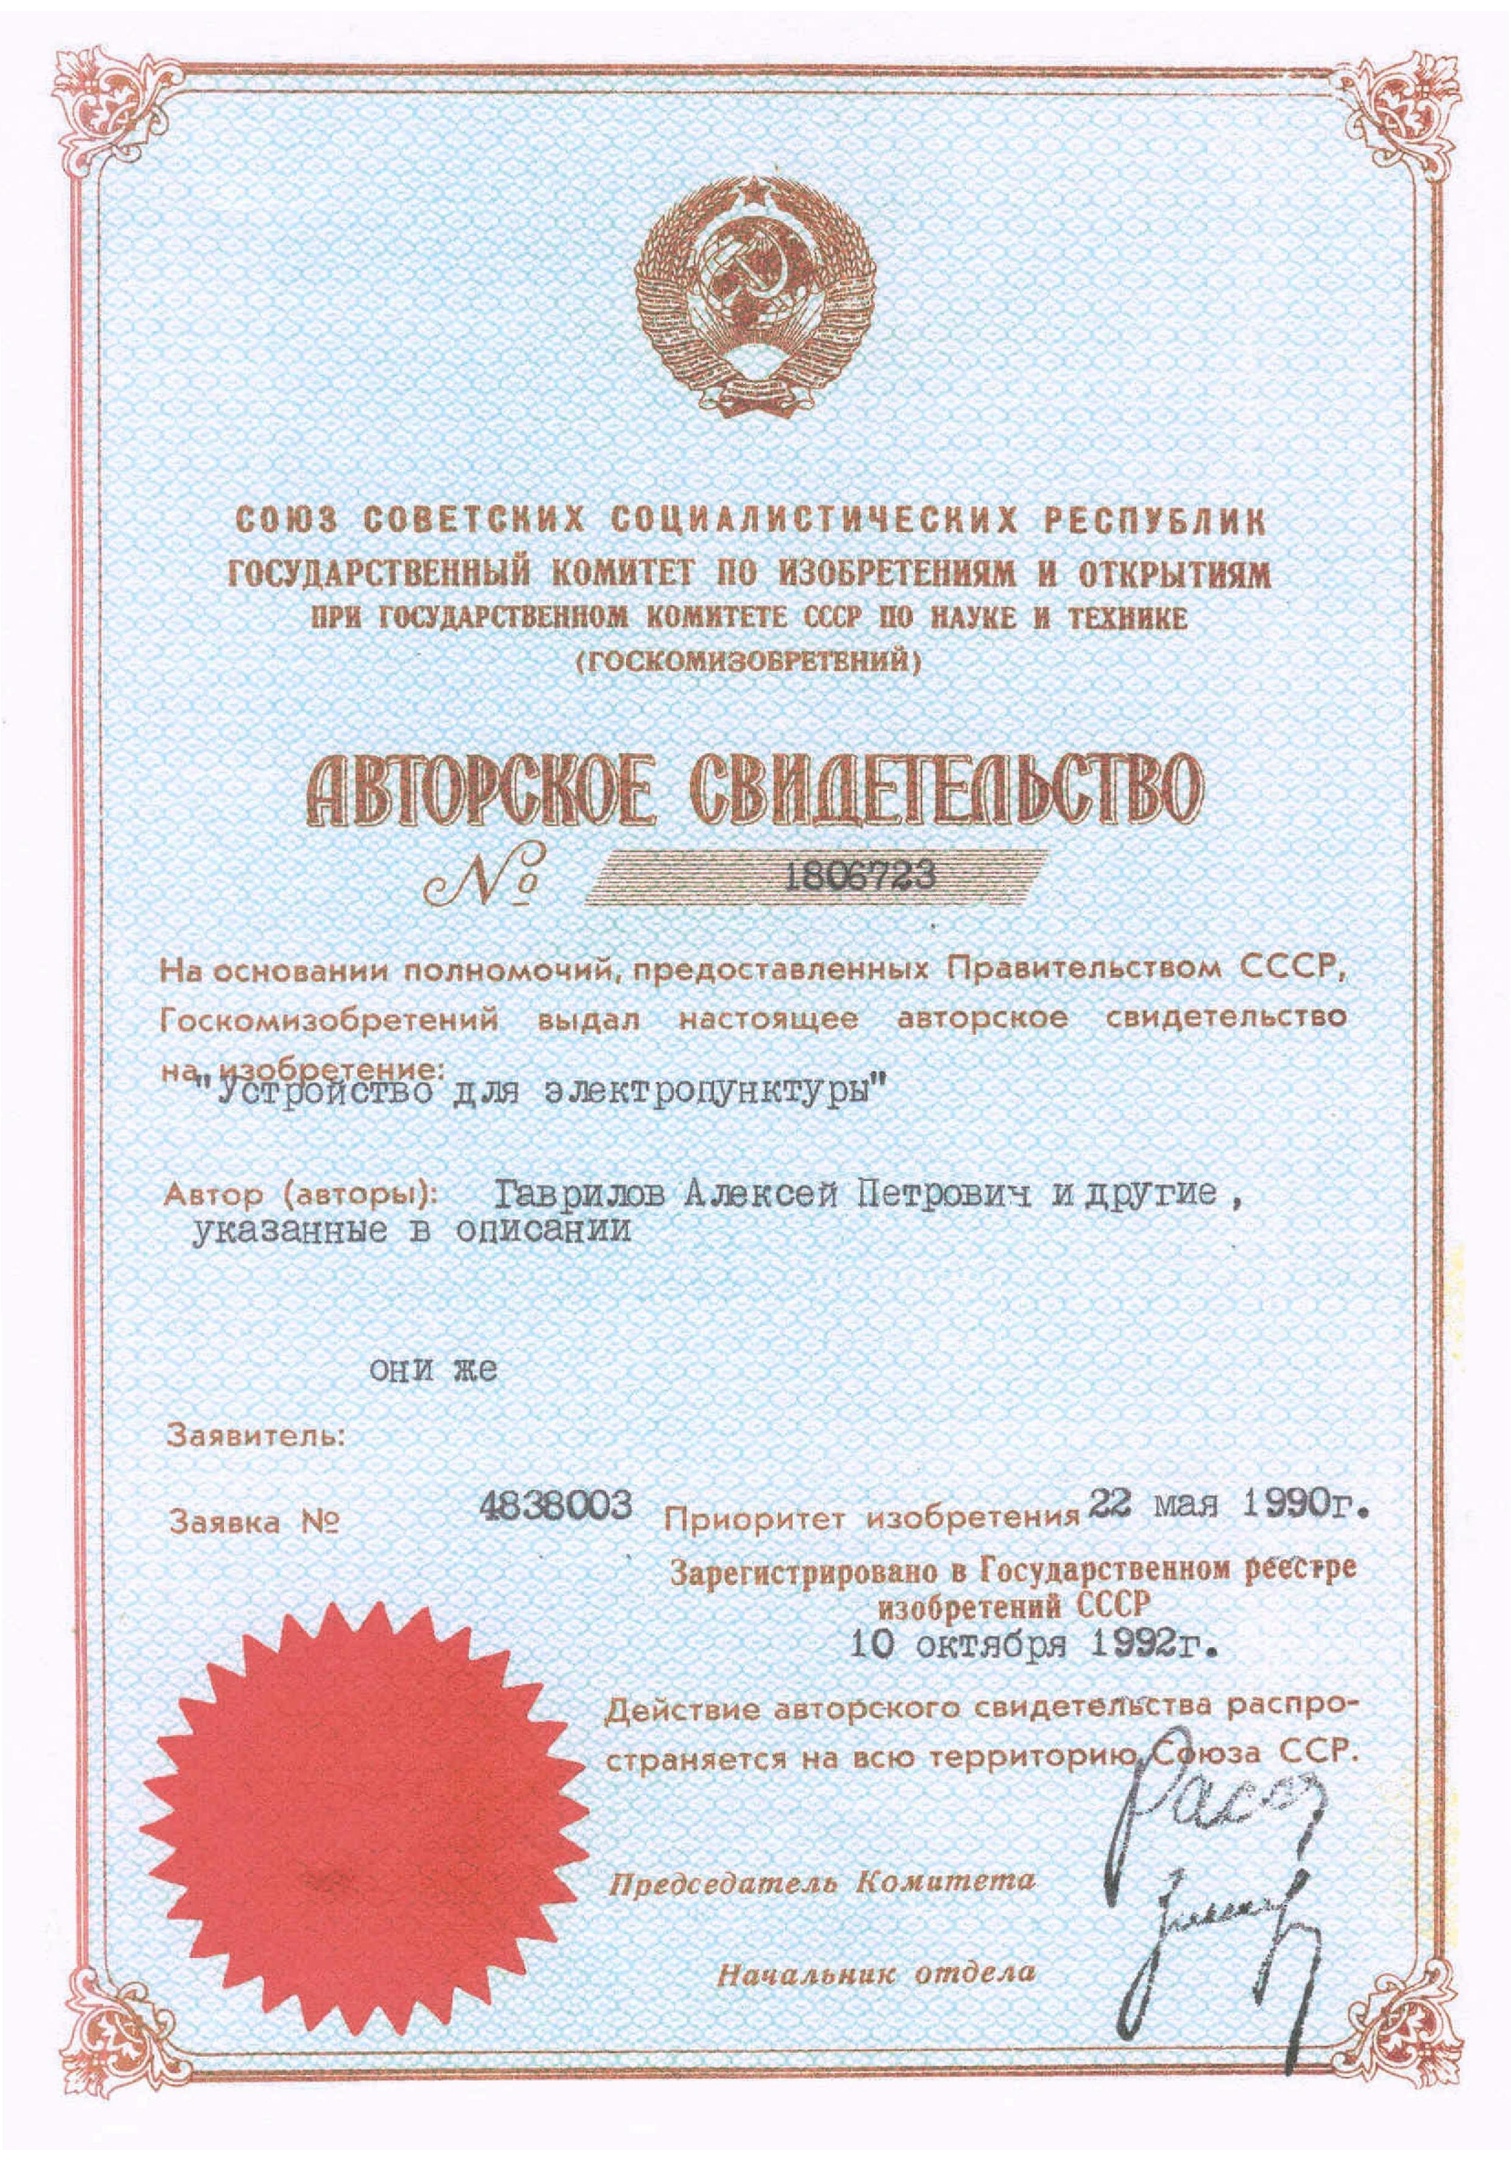 СОЮЗ СОВЕТСКИХ СОЦИАЛИСТИЧЕСКИХ РЕСПУБЛИК
ГОСУДАРСТВЕННЫЙ КОМИТЕТ ПО ИЗОБРЕТЕНИЯМ И ОТКРЫТИЯМ
ПРИ ГОСУДАРСТВЕННОМ КОМИТЕТЕ СССР ПО НАУКЕ И ТЕХНИКЕ
(ГОСКОМИЗОБРЕТЕНИЙ)
АВТОРСКОЕ СВИДЕТЕЛЬСТВО
№ 1806723
На основании полномочий, предоставленных Правительством СССР,
Госкомизобретений выдал настоящее авторское свидетельство
на изобретение:
"Устройство для электропунктуры"
Автор (авторы): Гаврилов Алексей Петрович и другие,
указанные в описании
они же
Заявитель:
Заявка № 4838003 Приоритет изобретения 22 мая 1990г.
Зарегистрировано в Государственном реестре
изобретений СССР
10 октября 1992г.
Действие авторского свидетельства распро-
страняется на всю территорию Союза ССР.
Председатель Комитета
Начальник отдела